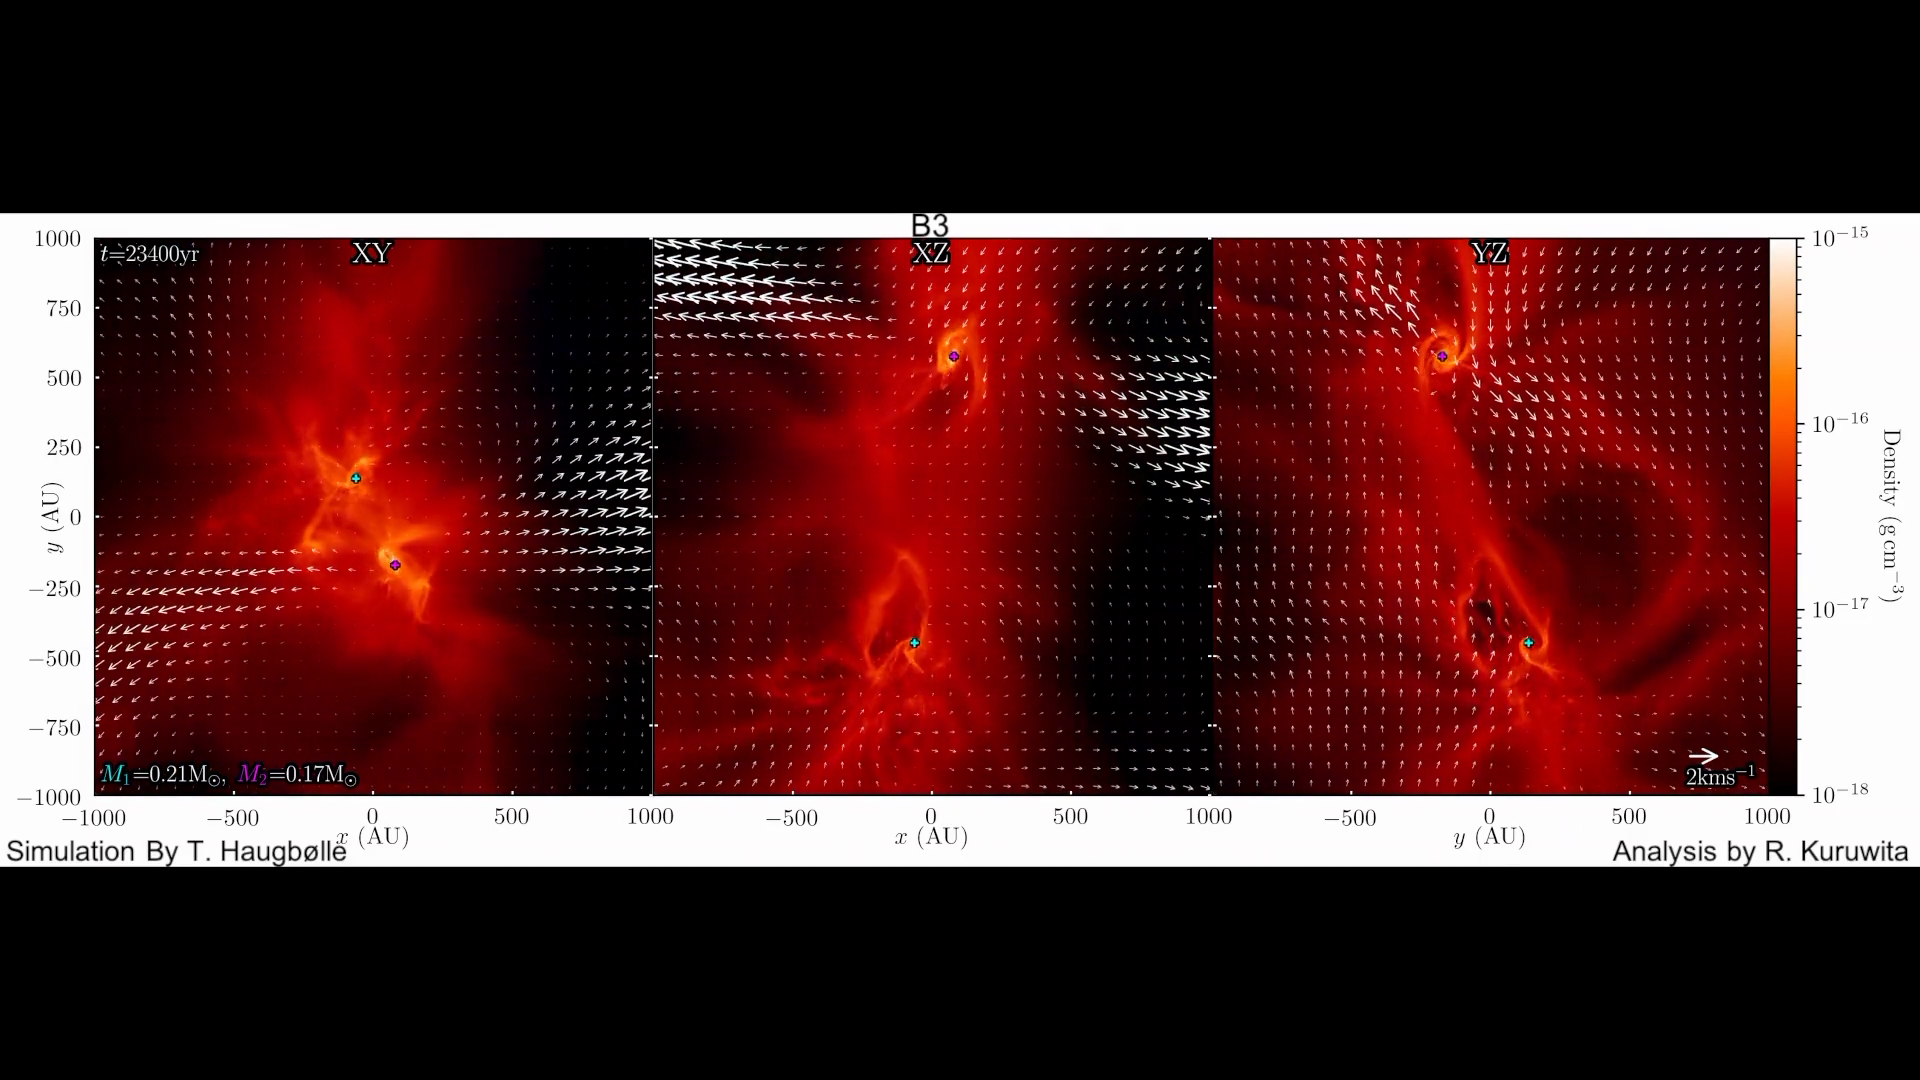 B3
t=23400yr
XY
XZ
YZ
1000
750
500
250
0
−250
−500
−750
−1000
y (AU)
M₁=0.21M⊙, M₂=0.17M⊙
2kms⁻¹
10⁻¹⁵
10⁻¹⁶
10⁻¹⁷
10⁻¹⁸
Density (g cm⁻³)
−1000 −500 0 500 1000 −500 0 500 1000 −500 0 500 1000
x (AU) x (AU) y (AU)
Simulation By T. Haugbølle
Analysis by R. Kuruwita